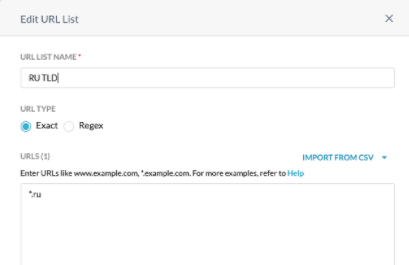 Edit URL List
URL LIST NAME *
RU TLD
URL TYPE
Exact Regex
URLS (1) IMPORT FROM CSV
Enter URLs like www.example.com, *.example.com. For more examples, refer to Help
*.ru